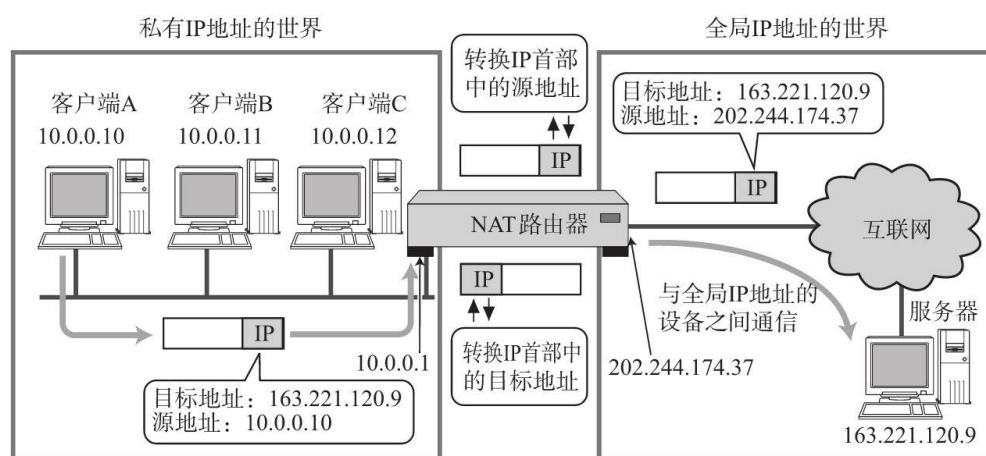 私有IP地址的世界
全局IP地址的世界
转换IP首部
中的源地址
目标地址：163.221.120.9
源地址：202.244.174.37
客户端A
10.0.0.10
客户端B
10.0.0.11
客户端C
10.0.0.12
IP
IP
NAT路由器
互联网
IP
与全局IP地址的
设备之间通信
服务器
IP
10.0.0.1
转换IP首部中
的目标地址
202.244.174.37
目标地址：163.221.120.9
源地址：10.0.0.10
163.221.120.9